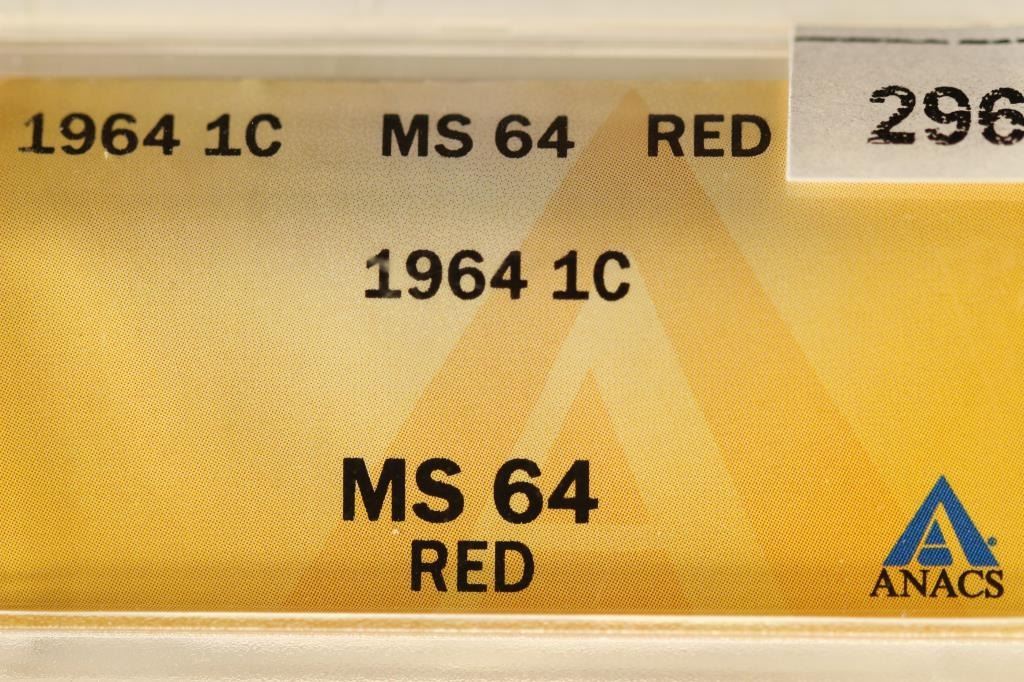 1964 1C MS 64 RED
296
1964 1C
MS 64
RED
ANACS